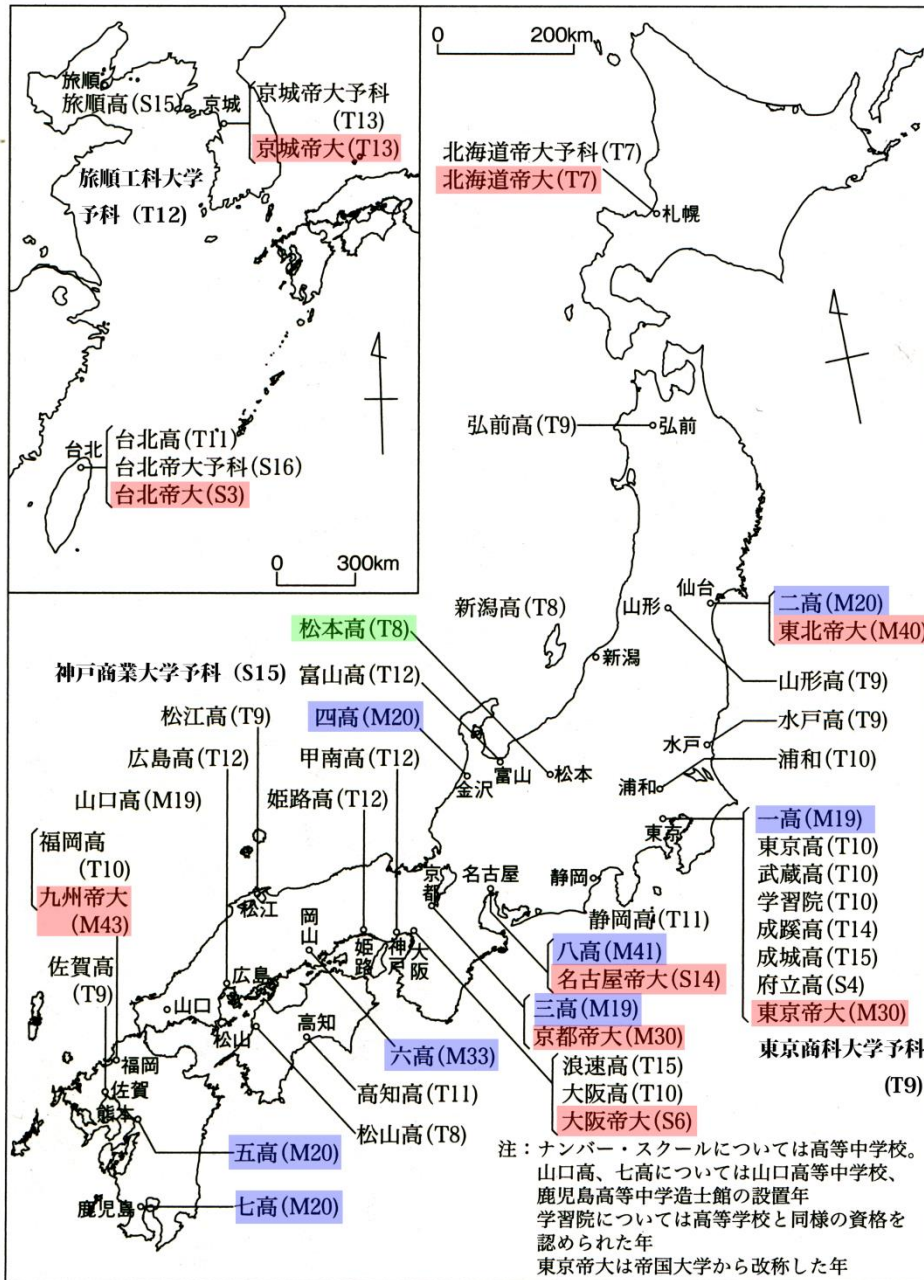 0 200km
旅順
旅順高(S15)
京城
京城帝大予科
(T13)
京城帝大(T13)
旅順工科大学
予科（T12)
台北
台北高(T11)
台北帝大予科(S16)
台北帝大(S3)
0 300km
北海道帝大予科(T7)
北海道帝大(T7)
札幌
弘前高(T9)
弘前
仙台
二高(M20)
東北帝大(M40)
新潟高(T8)
山形
新潟
山形高(T9)
松本高(T8)
神戸商業大学予科（S15）
富山高(T12)
松江高(T9)
四高(M20)
水戸高(T9)
水戸
広島高(T12)
甲南高(T12)
金沢
富山
松本
浦和
浦和(T10)
山口高(M19)
姫路高(T12)
福岡高
(T10)
九州帝大
(M43)
佐賀高
(T9)
東京
一高(M19)
東京高(T10)
武蔵高(T10)
学習院(T10)
成蹊高(T14)
成城高(T15)
府立高(S4)
東京帝大(M30)
東京商科大学予科
(T9)
松江
岡山
姫路
神戸
大阪
京都
名古屋
静岡
静岡高(T11)
八高(M41)
名古屋帝大(S14)
三高(M19)
京都帝大(M30)
浪速高(T15)
大阪高(T10)
大阪帝大(S6)
山口
広島
松山
高知
六高(M33)
高知高(T11)
松山高(T8)
福岡
佐賀
熊本
五高(M20)
鹿児島
七高(M20)
注：ナンバー・スクールについては高等中学校。
山口高、七高については山口高等中学校、
鹿児島高等中学造士館の設置年
学習院については高等学校と同様の資格を
認められた年
東京帝大は帝国大学から改称した年